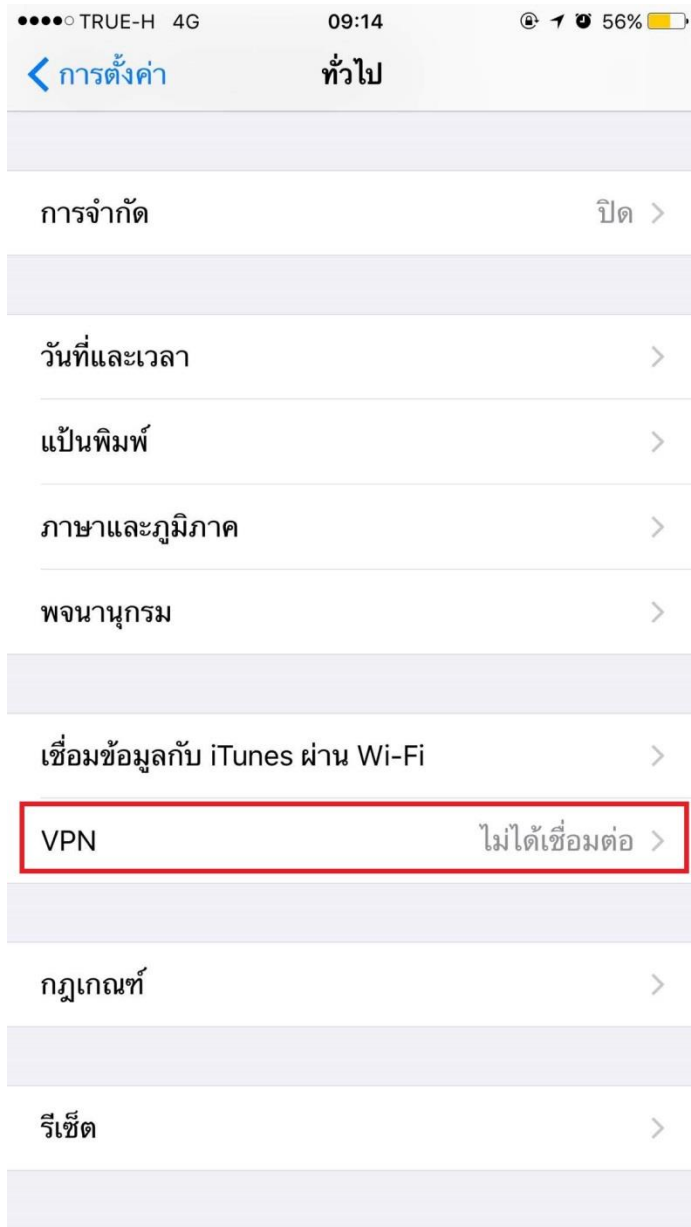 TRUE-H 4G 09:14 56%
การตั้งค่า ทั่วไป
การจำกัด ปิด
วันที่และเวลา
แป้นพิมพ์
ภาษาและภูมิภาค
พจนานุกรม
เชื่อมข้อมูลกับ iTunes ผ่าน Wi-Fi
VPN ไม่ได้เชื่อมต่อ
กฎเกณฑ์
รีเซ็ต